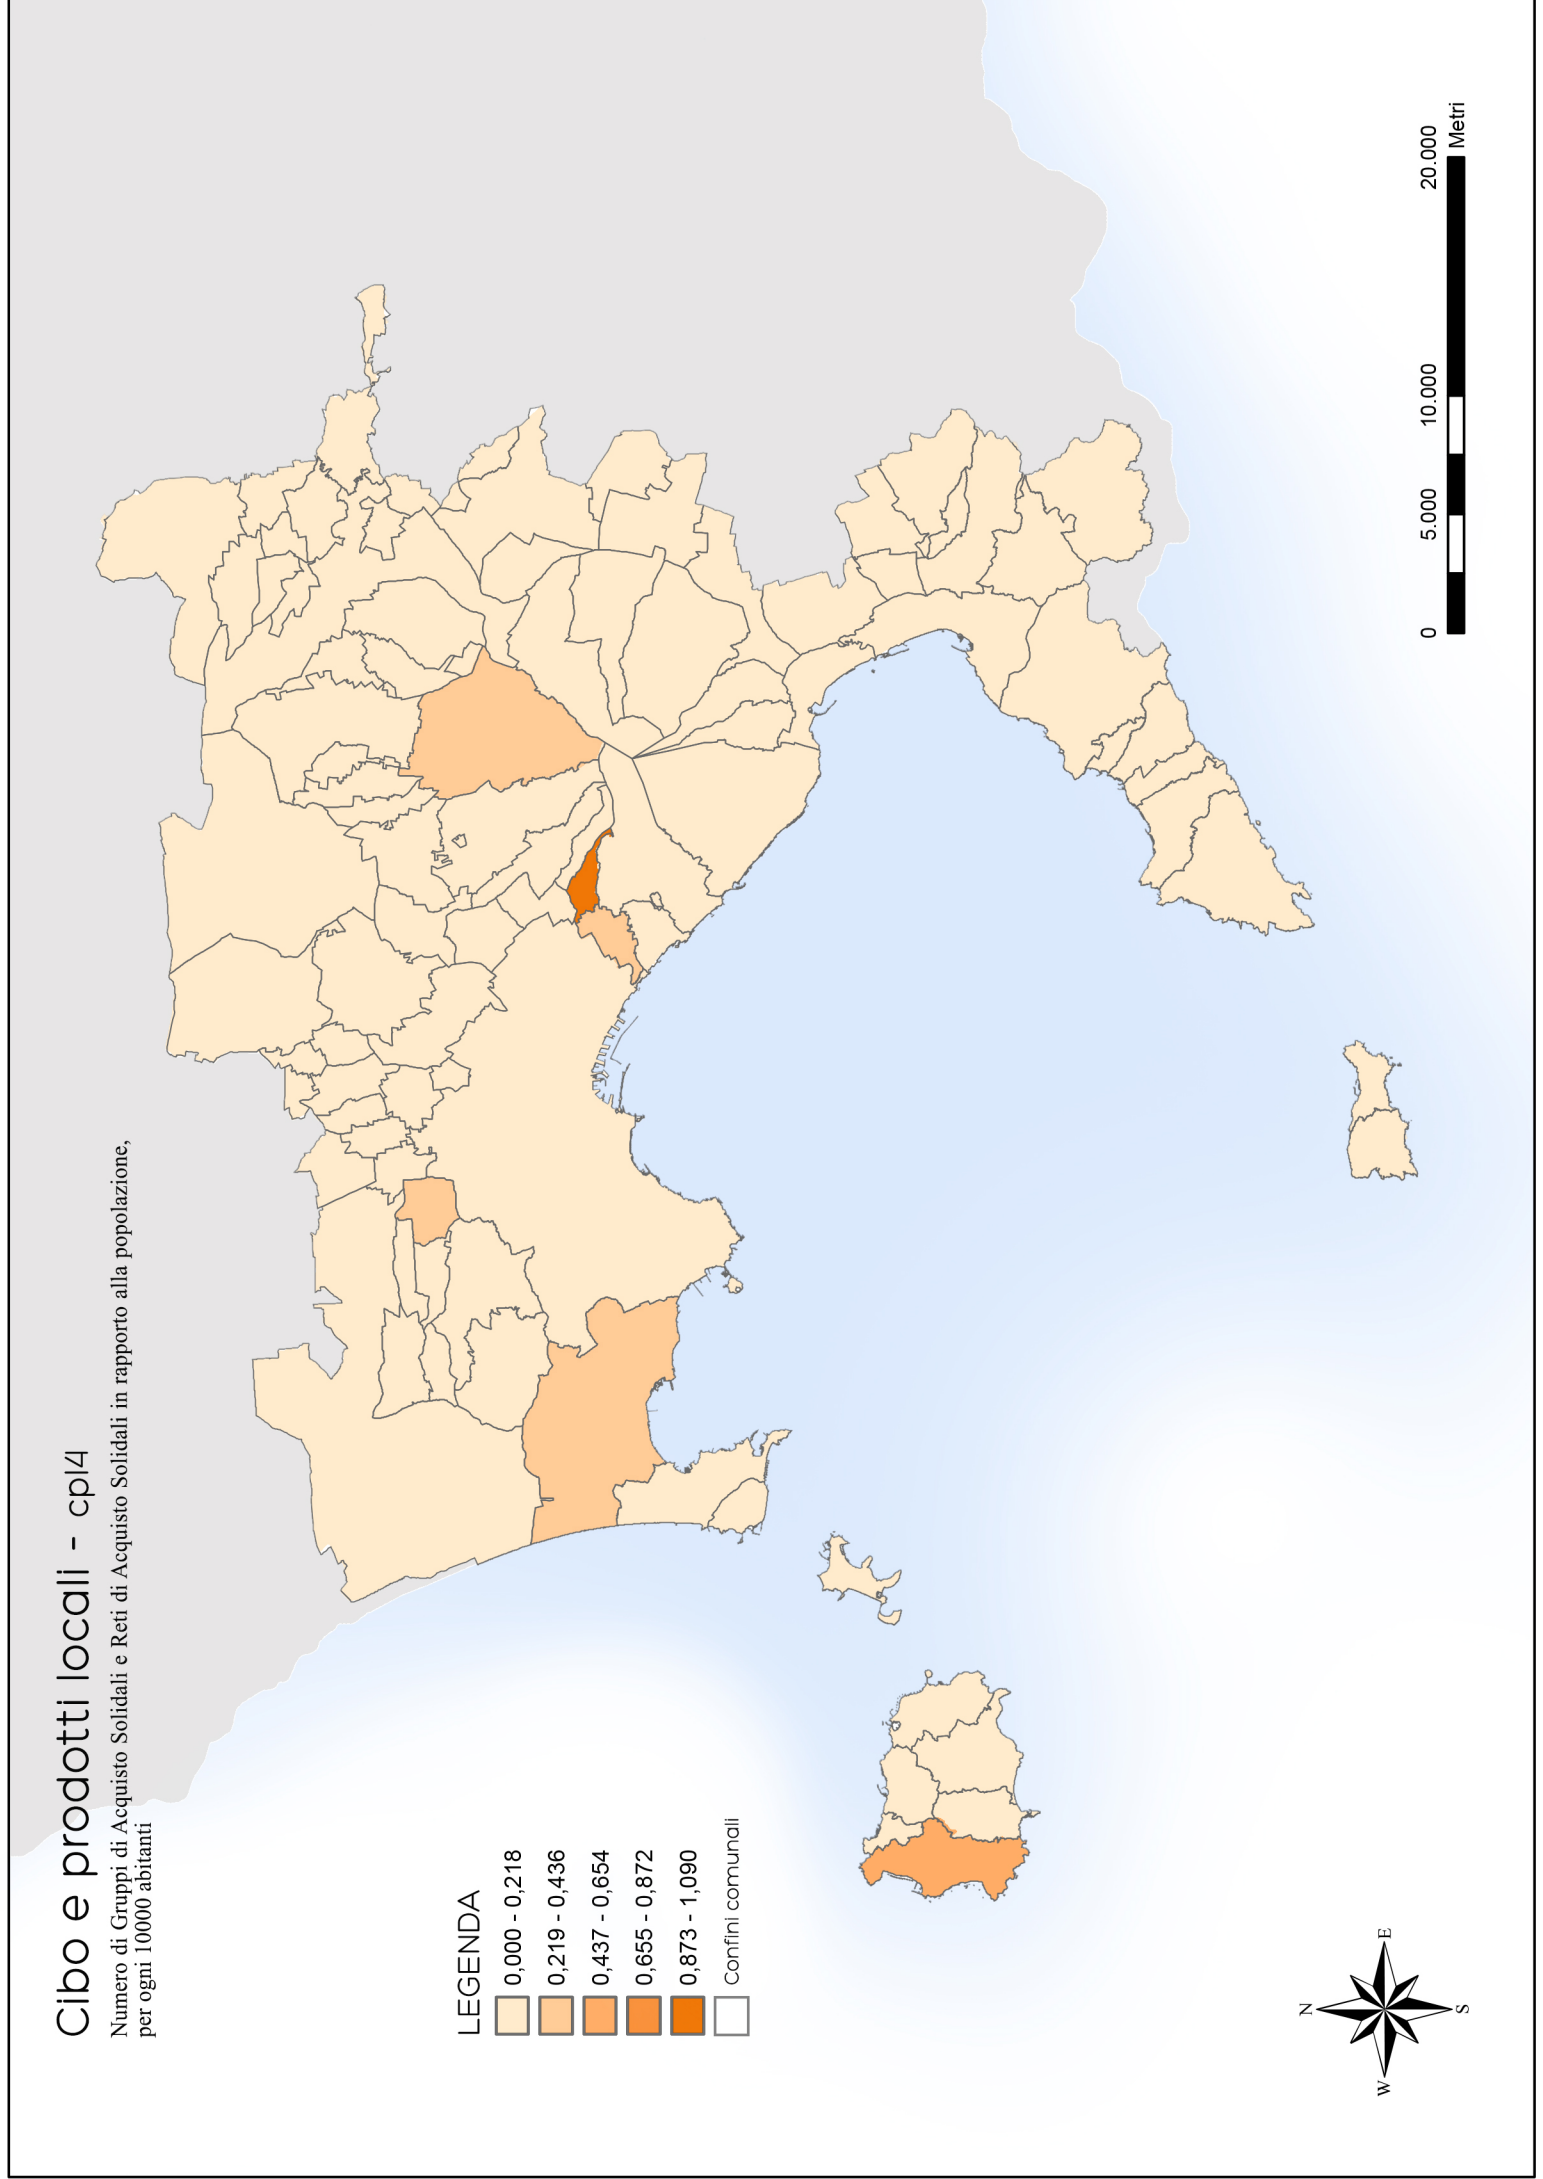 Cibo e prodotti locali - cpl4
Numero di Gruppi di Acquisto Solidali e Reti di Acquisto Solidali in rapporto alla popolazione,
per ogni 10000 abitanti
LEGENDA
0,000 - 0,218
0,219 - 0,436
0,437 - 0,654
0,655 - 0,872
0,873 - 1,090
Confini comunali
N
W
E
S
0
5.000
10.000
20.000
Metri